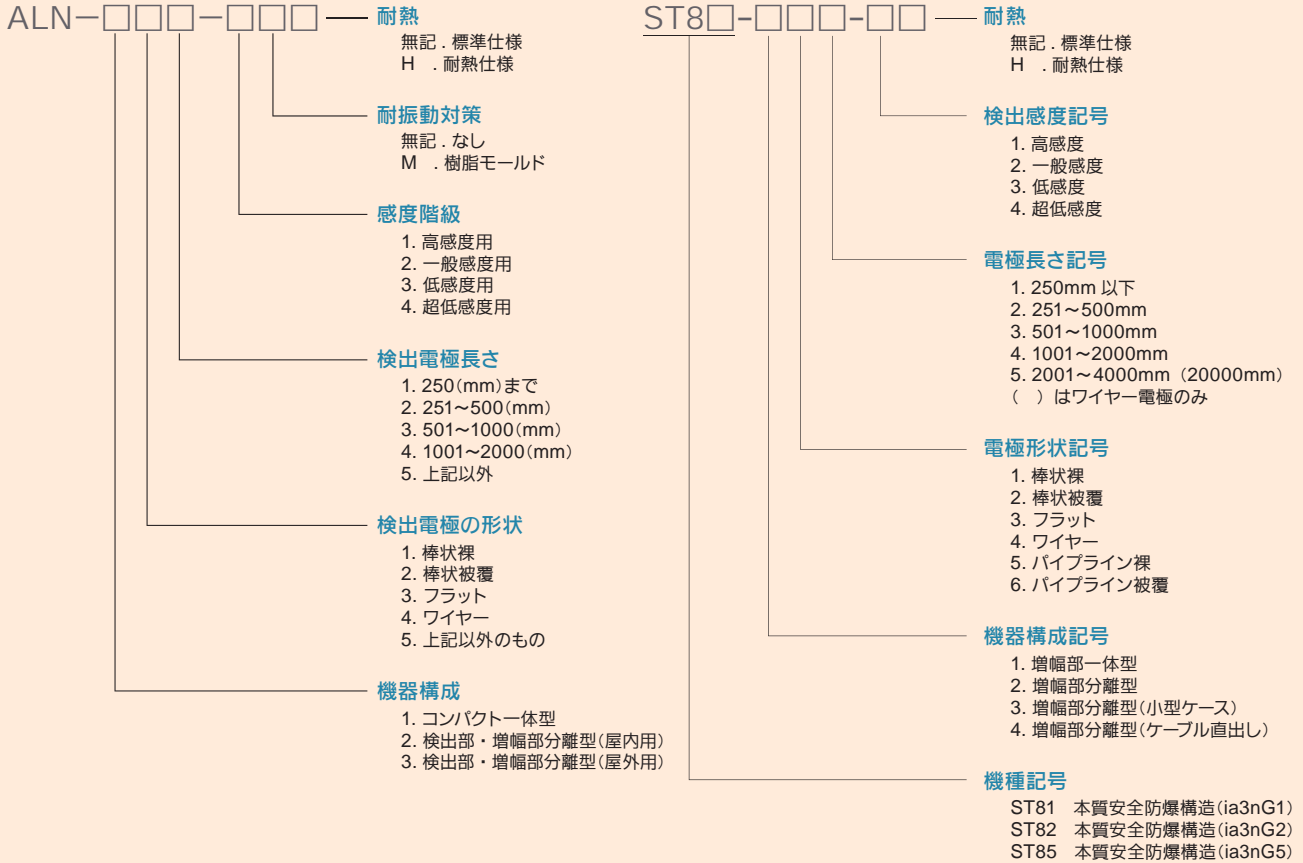 ALN－□□□－□□□
耐熱
無記 . 標準仕様
H . 耐熱仕様
耐振動対策
無記 . なし
M . 樹脂モールド
感度階級
1. 高感度用
2. 一般感度用
3. 低感度用
4. 超低感度用
検出電極長さ
1. 250(mm)まで
2. 251～500(mm)
3. 501～1000(mm)
4. 1001～2000(mm)
5. 上記以外
検出電極の形状
1. 棒状裸
2. 棒状被覆
3. フラット
4. ワイヤー
5. 上記以外のもの
機器構成
1. コンパクト一体型
2. 検出部・増幅部分離型(屋内用)
3. 検出部・増幅部分離型(屋外用)
ST8□-□□□-□□
耐熱
無記 . 標準仕様
H . 耐熱仕様
検出感度記号
1. 高感度
2. 一般感度
3. 低感度
4. 超低感度
電極長さ記号
1. 250mm 以下
2. 251～500mm
3. 501～1000mm
4. 1001～2000mm
5. 2001～4000mm（20000mm）
（　）はワイヤー電極のみ
電極形状記号
1. 棒状裸
2. 棒状被覆
3. フラット
4. ワイヤー
5. パイプライン裸
6. パイプライン被覆
機器構成記号
1. 増幅部一体型
2. 増幅部分離型
3. 増幅部分離型(小型ケース)
4. 増幅部分離型(ケーブル直出し)
機種記号
ST81　本質安全防爆構造(ia3nG1)
ST82　本質安全防爆構造(ia3nG2)
ST85　本質安全防爆構造(ia3nG5)